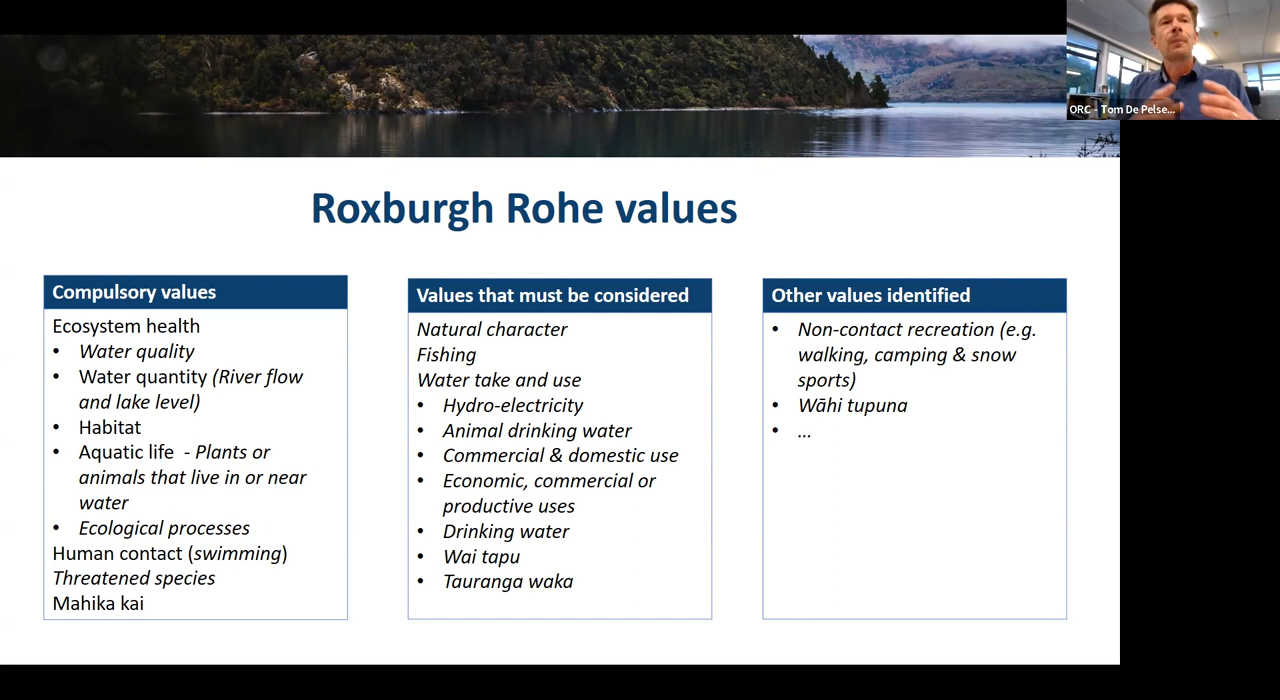 ORC - Tom De Pelse...
Roxburgh Rohe values
Compulsory values
Ecosystem health
• Water quality
• Water quantity (River flow
and lake level)
• Habitat
• Aquatic life - Plants or
animals that live in or near
water
• Ecological processes
Human contact (swimming)
Threatened species
Mahika kai
Values that must be considered
Natural character
Fishing
Water take and use
• Hydro-electricity
• Animal drinking water
• Commercial & domestic use
• Economic, commercial or
productive uses
• Drinking water
• Wai tapu
• Tauranga waka
Other values identified
• Non-contact recreation (e.g.
walking, camping & snow
sports)
• Wāhi tupuna
• ...